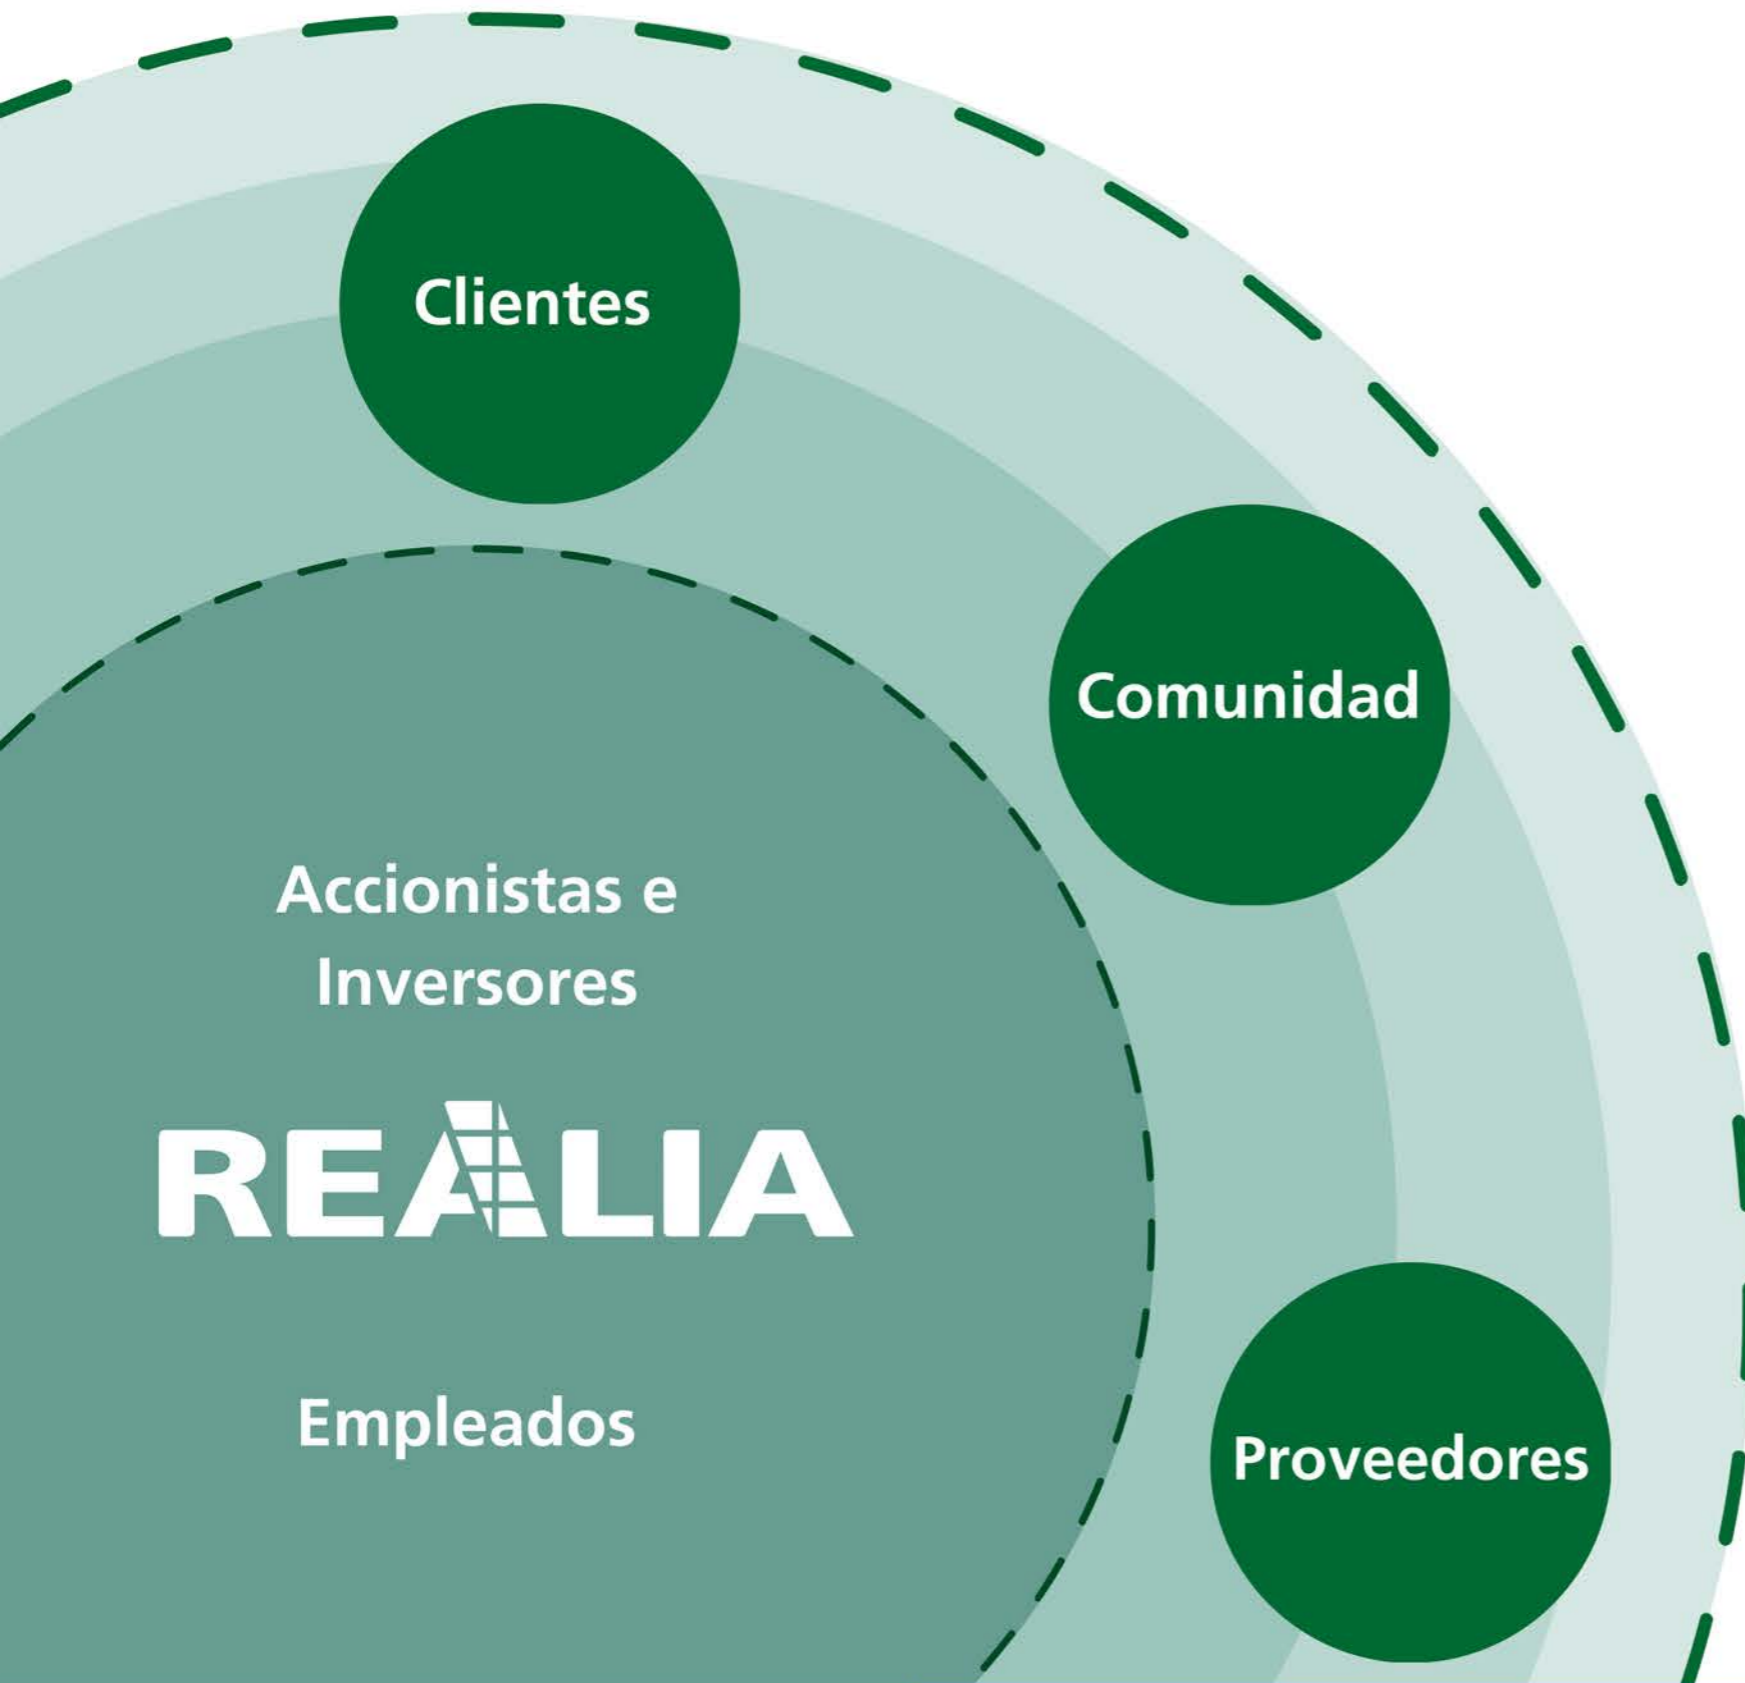 Clientes
Comunidad
Accionistas e
Inversores
REALIA
Empleados
Proveedores